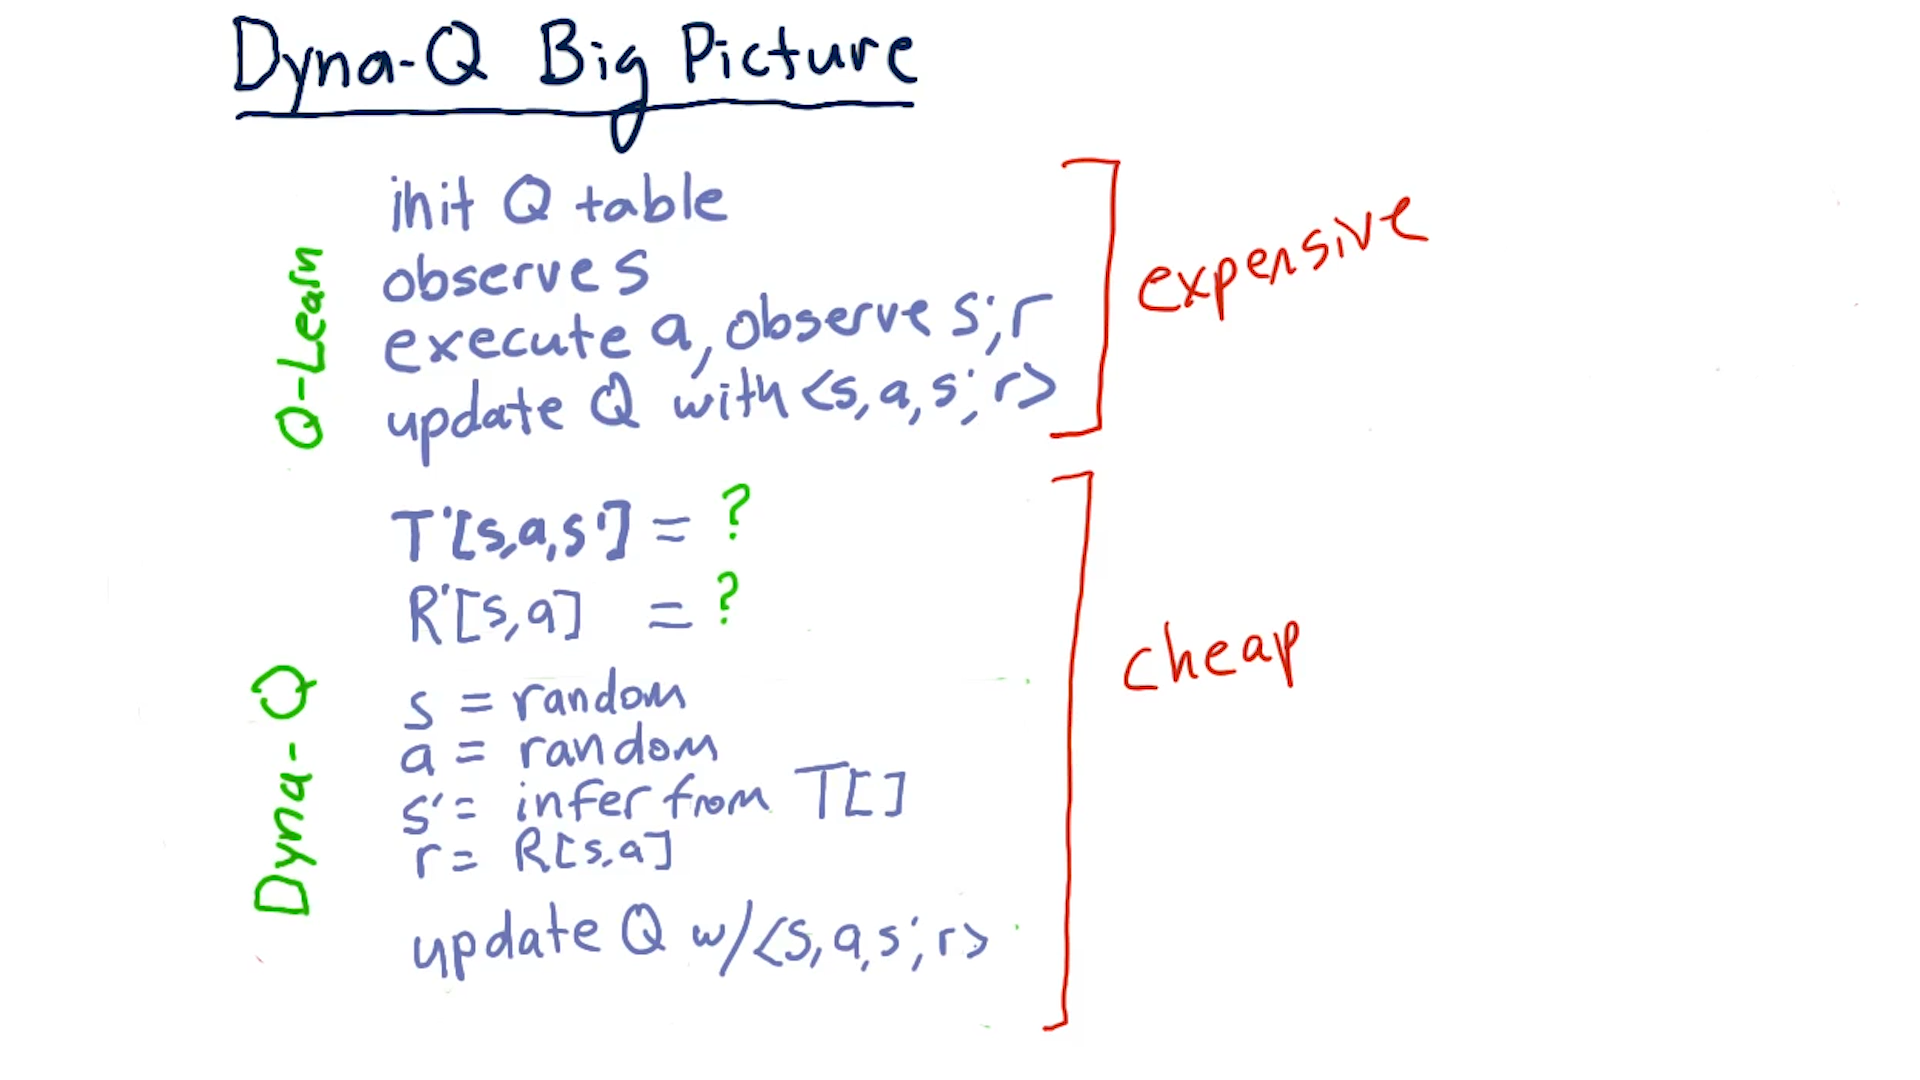 Dyna-Q Big Picture
Q-Learn
init Q table
observe s
execute a, observe s', r
update Q with <s, a, s', r>
expensive
Dyna-Q
T'[s,a,s'] = ?
R'[s,a] = ?
s = random
a = random
s' = infer from T[]
r = R[s,a]
update Q w/<s, a, s', r>
cheap